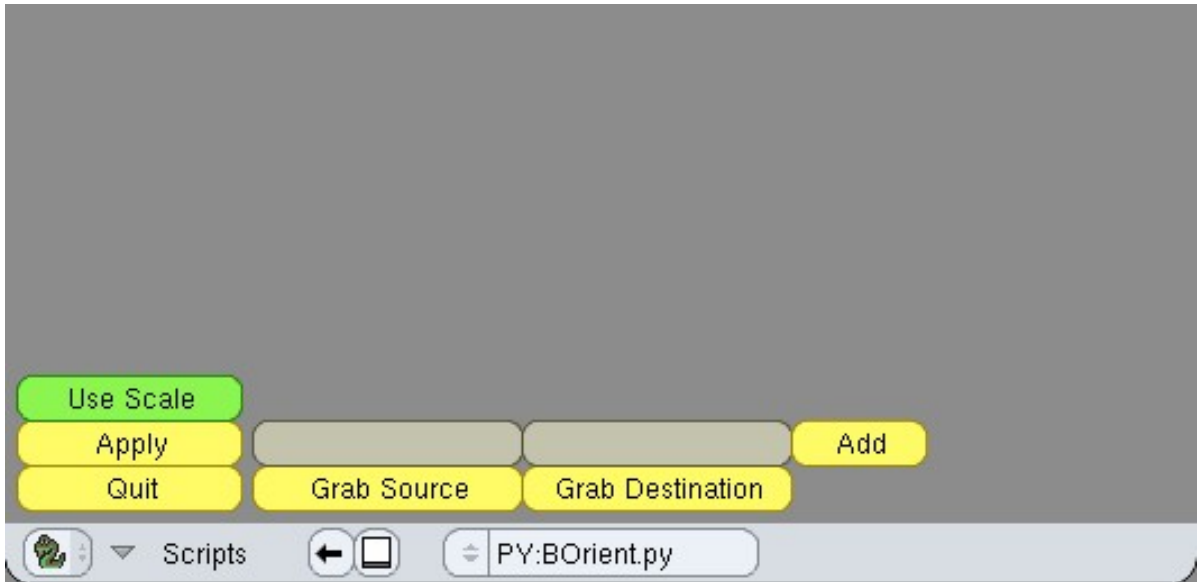 Use Scale
Apply Add
Quit Grab Source Grab Destination
Scripts PY:BOrient.py